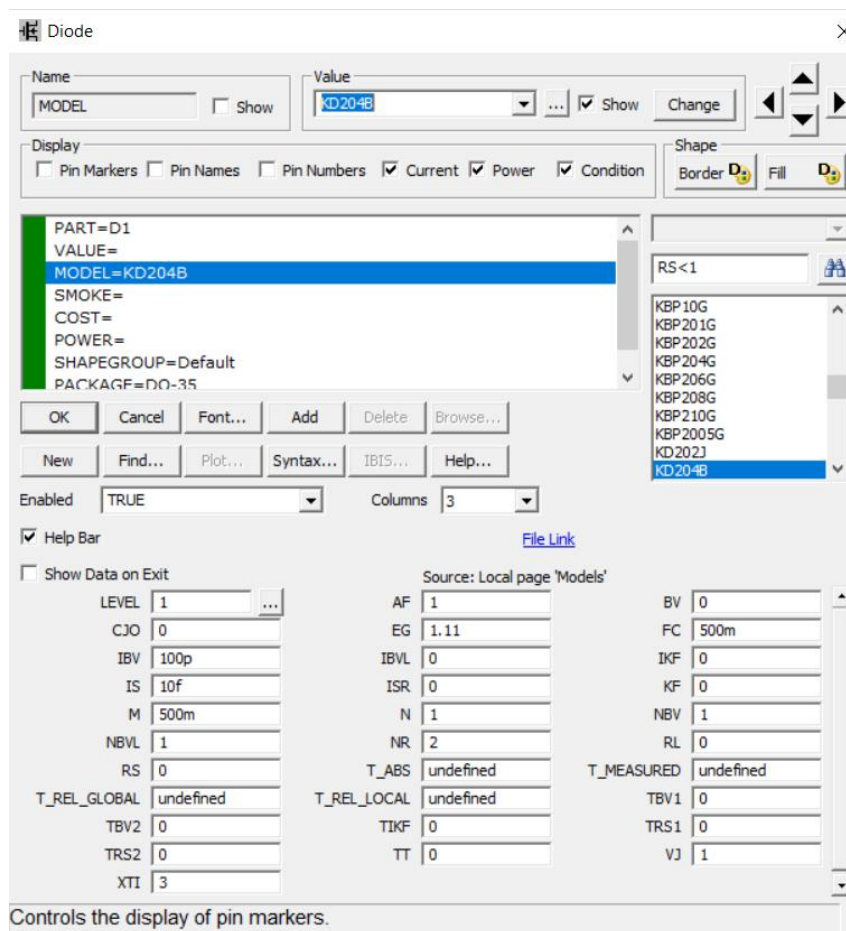 Diode
Name
MODEL
Show
Value
KD204B
...
Show
Change
Display
Pin Markers
Pin Names
Pin Numbers
Current
Power
Condition
Shape
Border
Fill
PART=D1
VALUE=
MODEL=KD204B
SMOKE=
COST=
POWER=
SHAPEGROUP=Default
PACKAGE=DO-35
RS<1
KBP10G
KBP201G
KBP202G
KBP204G
KBP206G
KBP208G
KBP210G
KBP2005G
KD202J
KD204B
OK Cancel Font... Add Delete Browse...
New Find... Plot... Syntax... IBIS... Help...
Enabled TRUE Columns 3
Help Bar File Link
Show Data on Exit Source: Local page 'Models'
LEVEL 1 ... AF 1 BV 0
CJO 0 EG 1.11 FC 500m
IBV 100p IBVL 0 IKF 0
IS 10f ISR 0 KF 0
M 500m N 1 NBV 1
NBVL 1 NR 2 RL 0
RS 0 T_ABS undefined T_MEASURED undefined
T_REL_GLOBAL undefined T_REL_LOCAL undefined TBV1 0
TBV2 0 TIKF 0 TRS1 0
TRS2 0 TT 0 VJ 1
XTI 3
Controls the display of pin markers.